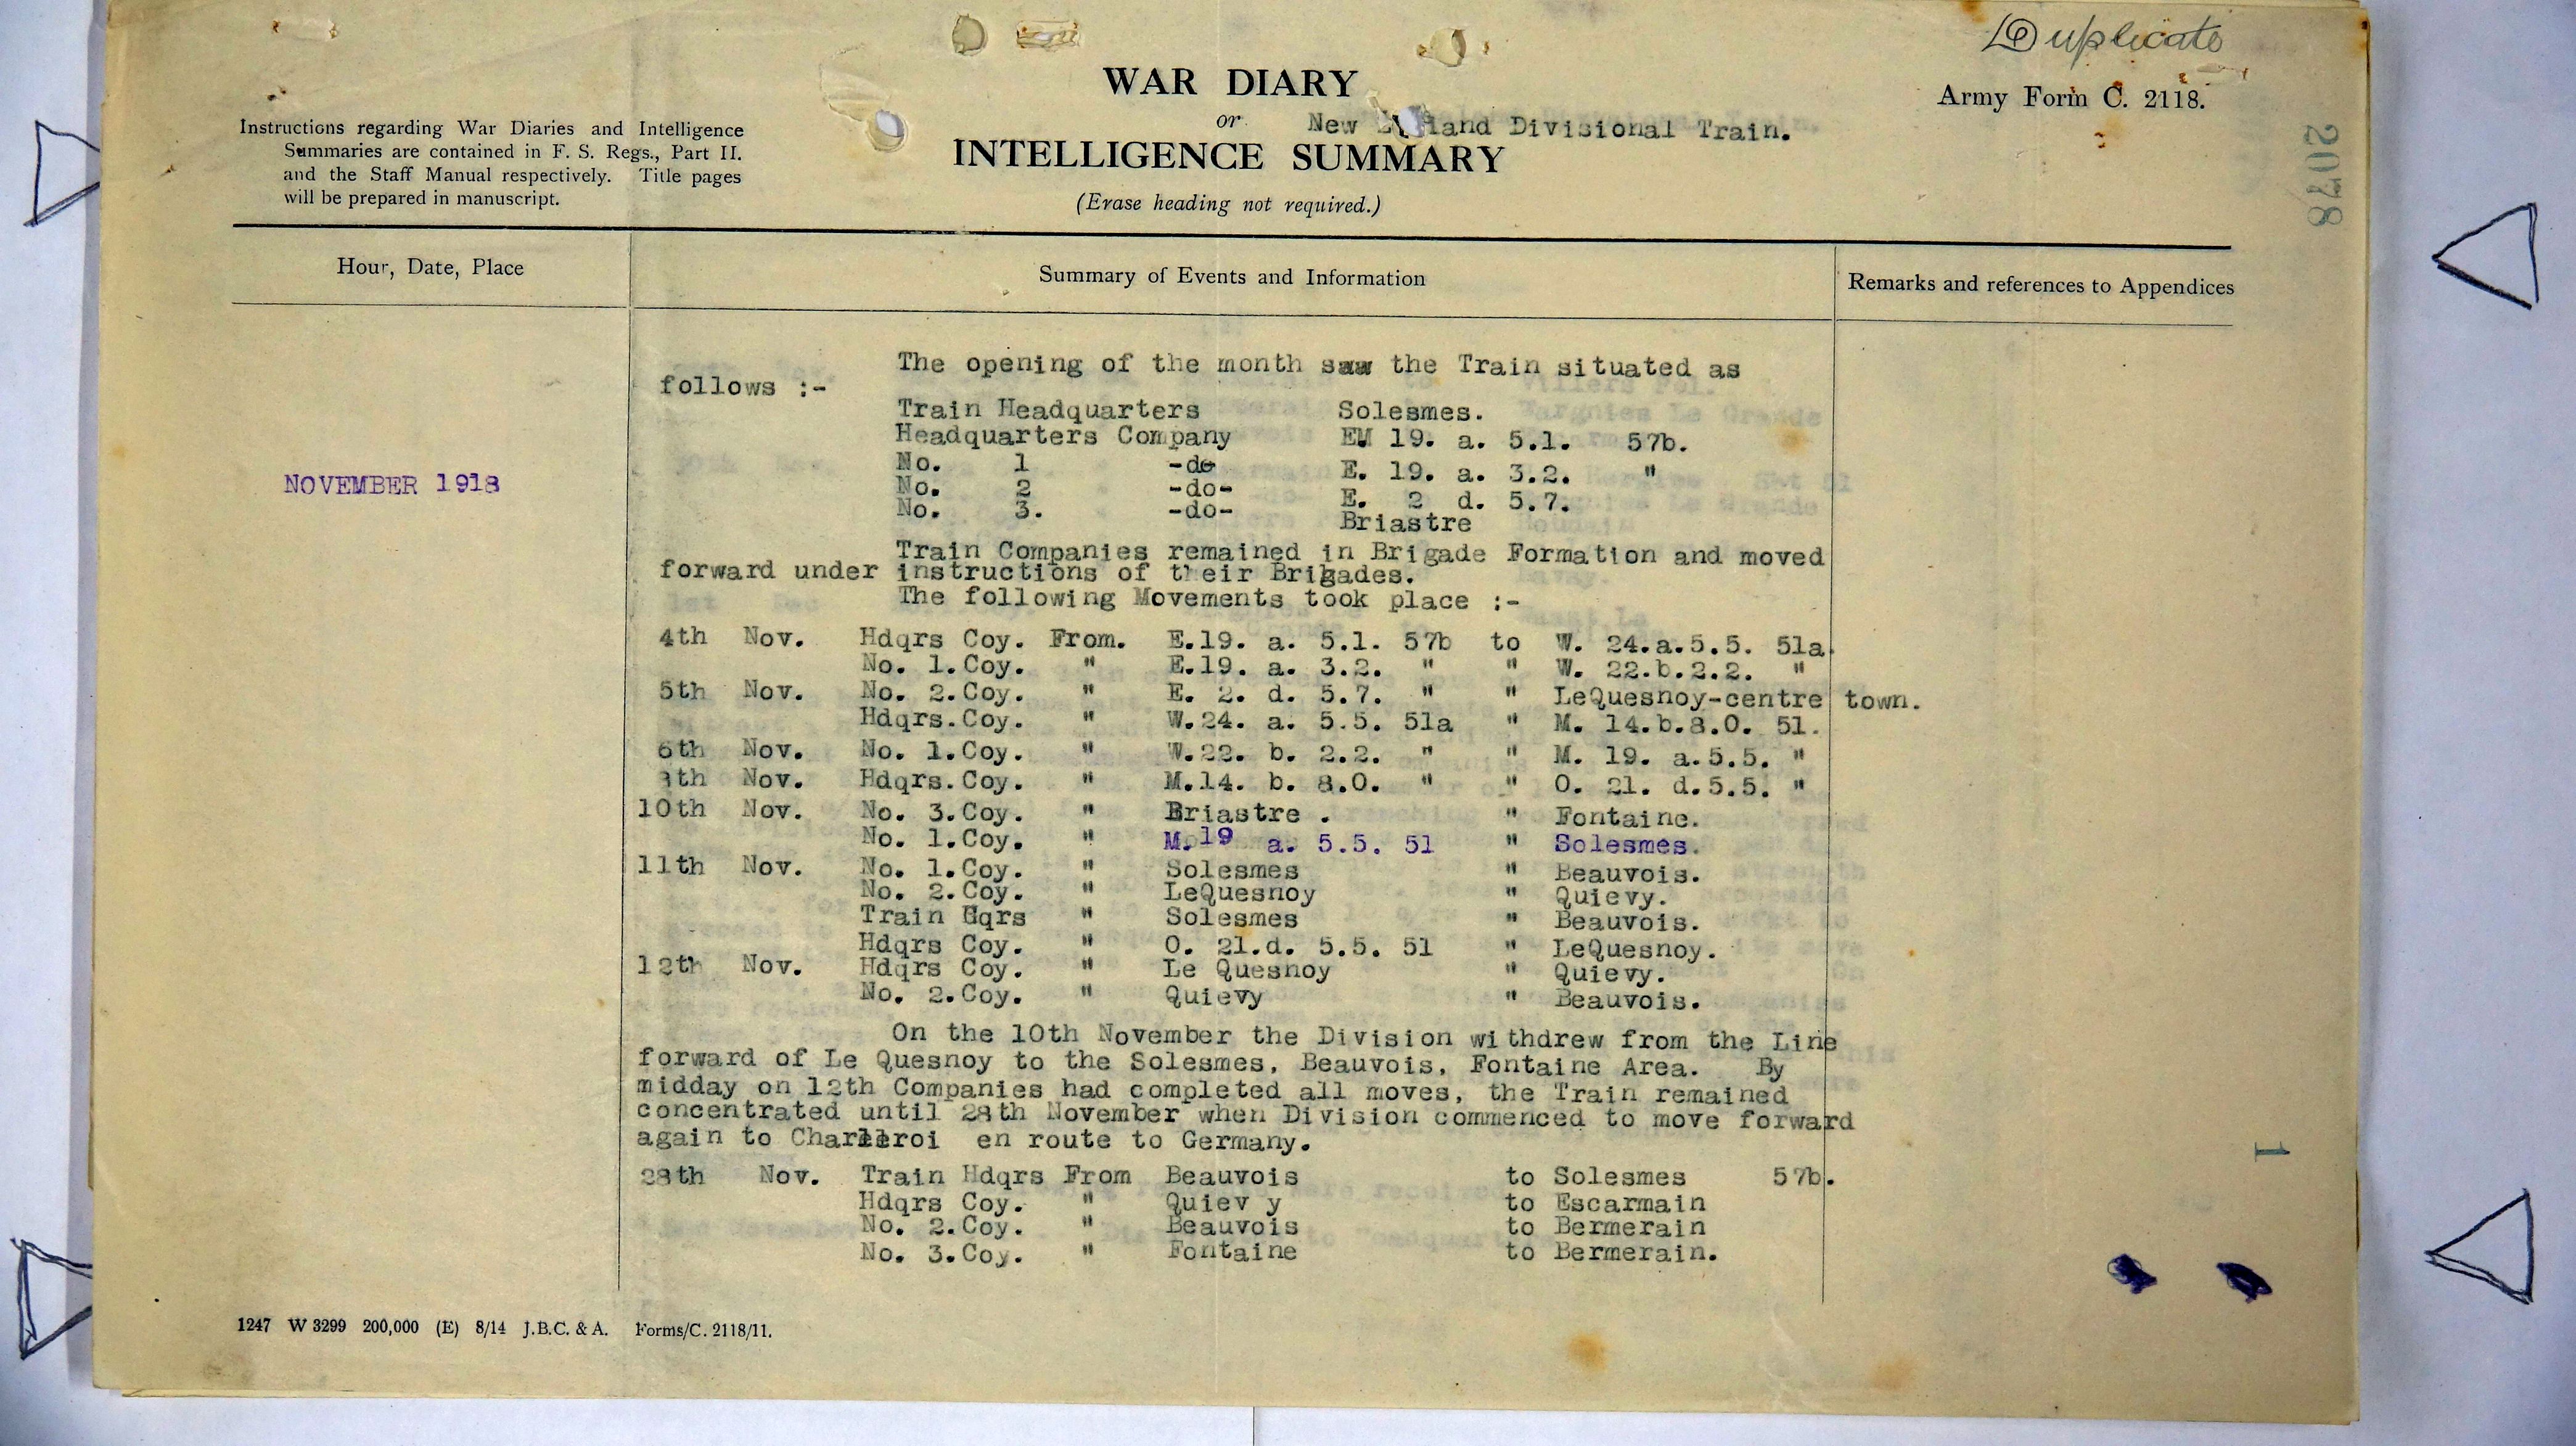 Duplicate
Army Form C. 2118.
2078
Instructions regarding War Diaries and Intelligence
Summaries are contained in F. S. Regs., Part II.
and the Staff Manual respectively. Title pages
will be prepared in manuscript.
WAR DIARY
or
New Divisional Train.
INTELLIGENCE SUMMARY
(Erase heading not required.)
Hour, Date, Place
Summary of Events and Information
Remarks and references to Appendices
NOVEMBER 1918
The opening of the month saw the Train situated as
follows :-
Train Headquarters Solesmes.
Headquarters Company EM 19. a. 5.1. 57b.
No. 1 -do E. 19. a. 3.2. "
No. 2 -do- E. 2 d. 5.7.
No. 3. -do- Briastre
Train Companies remained in Brigade Formation and moved
forward under instructions of their Brigades.
The following Movements took place :-
4th Nov. Hdqrs Coy. From. E.19. a. 5.1. 57b to W. 24.a.5.5. 51a.
No. 1.Coy. " E.19. a. 3.2. " " W. 22.b.2.2. "
5th Nov. No. 2.Coy. " E. 2. d. 5.7. " " LeQuesnoy-centre town.
Hdqrs.Coy. " W.24. a. 5.5. 51a " M. 14.b.8.0. 51.
6th Nov. No. 1.Coy. " W.22. b. 2.2. " " M. 19. a.5.5. "
8th Nov. Hdqrs.Coy. " M.14. b. 8.0. " " O. 21. d.5.5. "
10th Nov. No. 3.Coy. " Briastre . " Fontaine.
No. 1.Coy. " M.19 a. 5.5. 51 " Solesmes.
11th Nov. No. 1.Coy. " Solesmes " Beauvois.
No. 2.Coy. " LeQuesnoy " Quievy.
Train Hqrs " Solesmes " Beauvois.
Hdqrs Coy. " O. 21.d. 5.5. 51 " LeQuesnoy.
12th Nov. Hdqrs Coy. " Le Quesnoy " Quievy.
No. 2.Coy. " Quievy " Beauvois.
On the 10th November the Division withdrew from the Line
forward of Le Quesnoy to the Solesmes, Beauvois, Fontaine Area. By
midday on 12th Companies had completed all moves, the Train remained
concentrated until 28th November when Division commenced to move forward
again to Charleroi en route to Germany.
28th Nov. Train Hdqrs From Beauvois to Solesmes 57b.
Hdqrs Coy. " Quiev y to Escarmain
No. 2.Coy. " Beauvois to Bermerain
No. 3.Coy. " Fontaine to Bermerain.
1
1247 W 3299 200,000 (E) 8/14 J.B.C. & A. Forms/C. 2118/11.